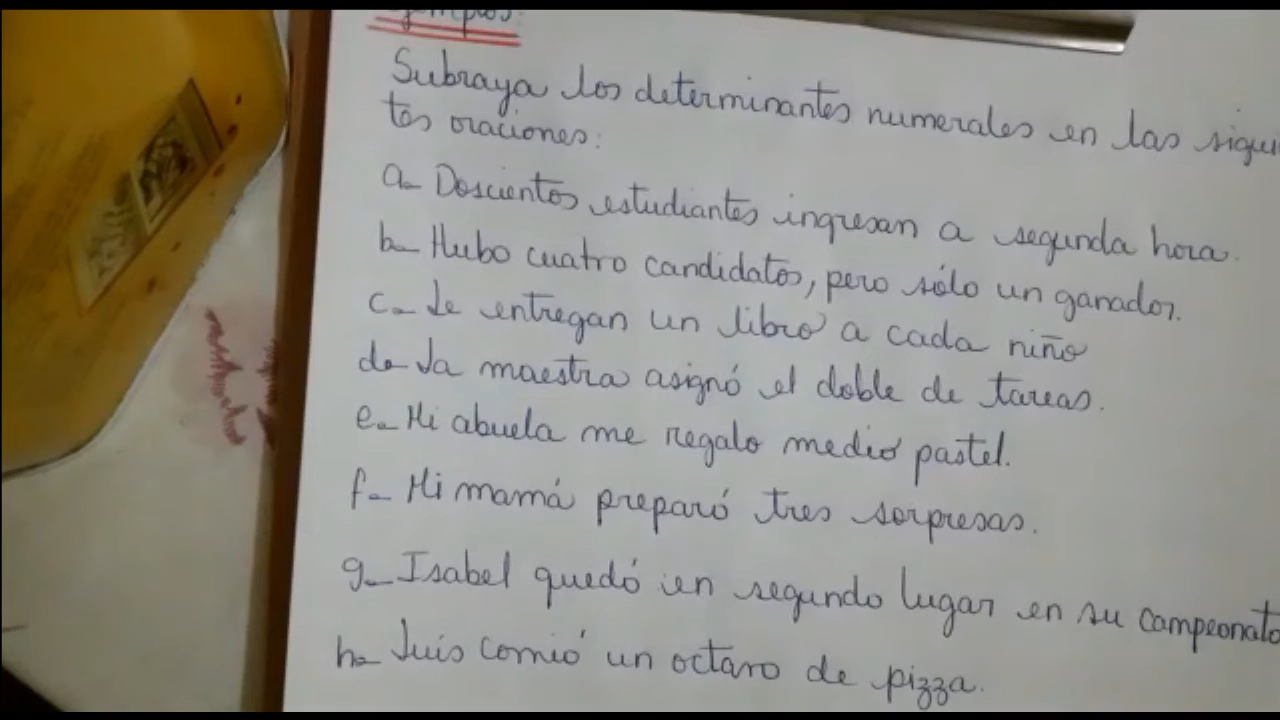 Ejemplos:
Subraya los determinantes numerales en las siguien
tes oraciones:
a- Doscientos estudiantes ingresan a segunda hora.
b- Hubo cuatro candidatos, pero sólo un ganador.
c- Le entregan un libro a cada niño
d- La maestra asignó el doble de tareas.
e- Mi abuela me regalo medio pastel.
f- Mi mamá preparó tres sorpresas.
g- Isabel quedó en segundo lugar en su campeonato
h- Luis comió un octavo de pizza.